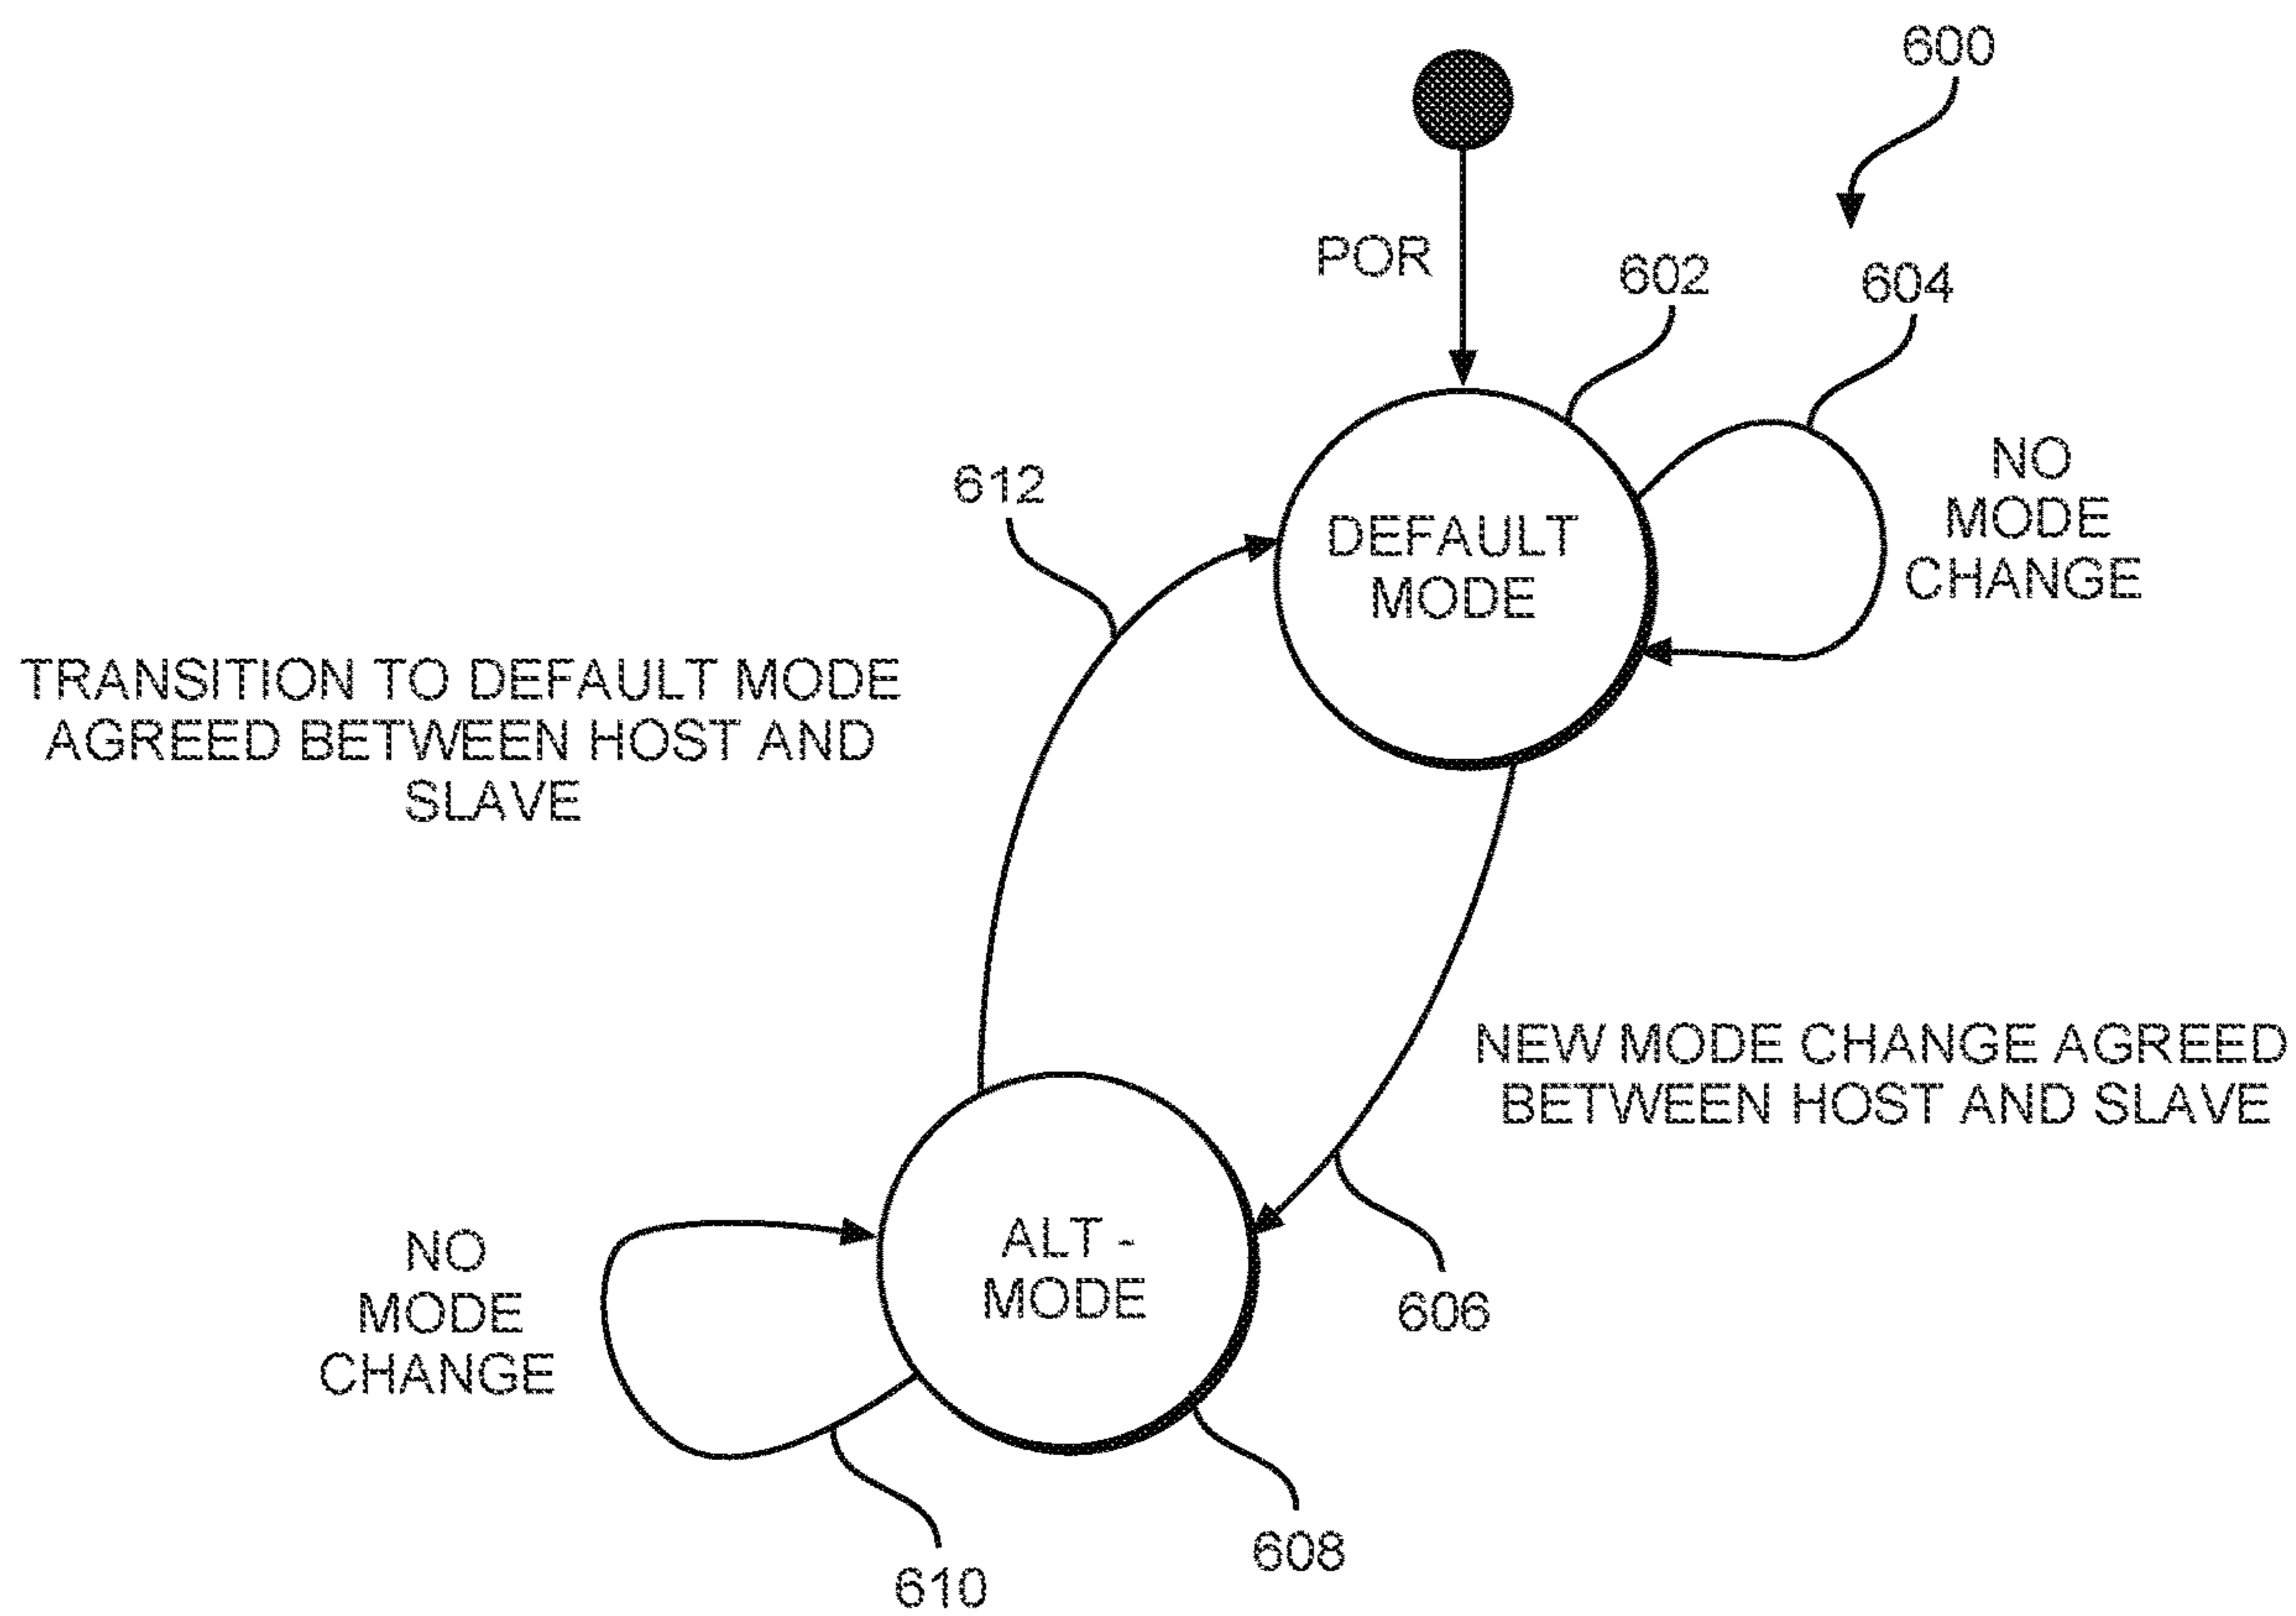 600
POR
602
604
NO
MODE
CHANGE
612
DEFAULT
MODE
TRANSITION TO DEFAULT MODE
AGREED BETWEEN HOST AND
SLAVE
NEW MODE CHANGE AGREED
BETWEEN HOST AND SLAVE
ALT -
MODE
606
NO
MODE
CHANGE
608
610